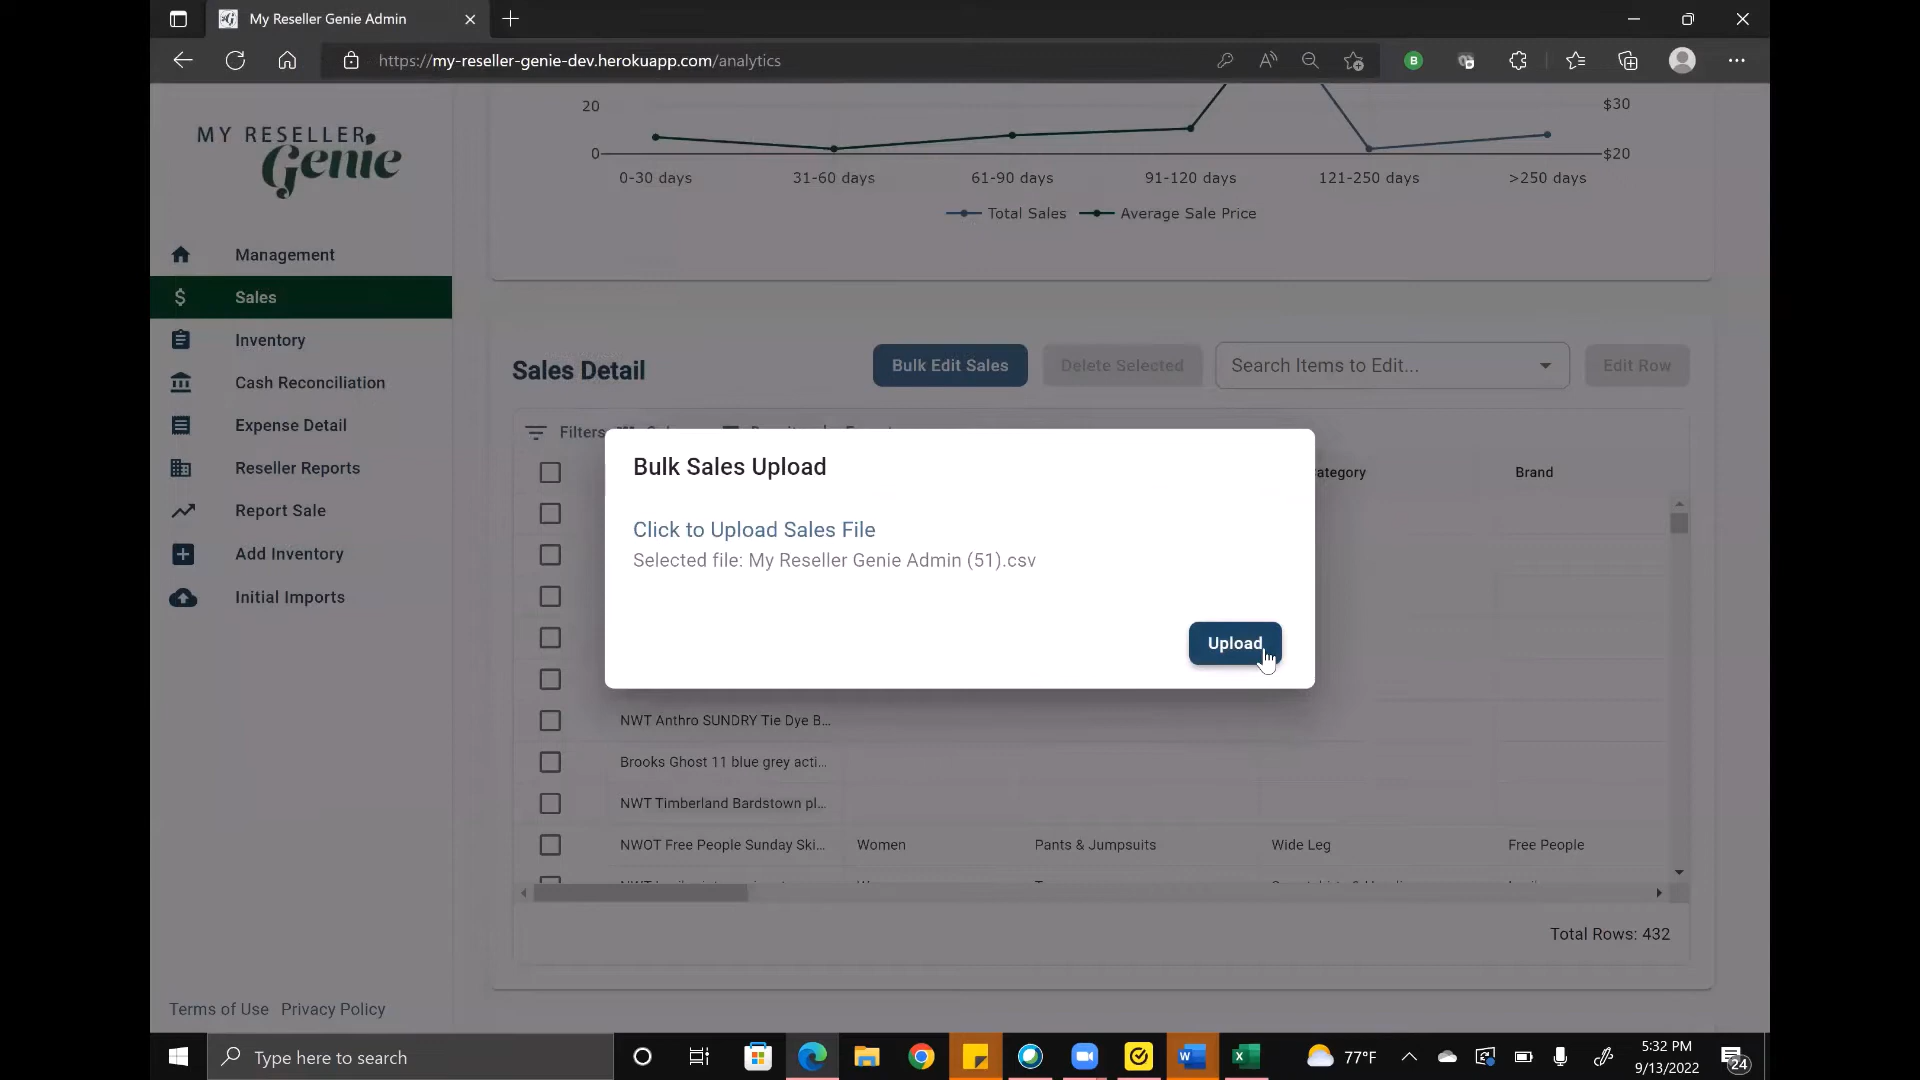 My Reseller Genie Admin
https://my-reseller-genie-dev.herokuapp.com/analytics
B
MY RESELLER
Genie
Management
Sales
Inventory
Cash Reconciliation
Expense Detail
Reseller Reports
Report Sale
Add Inventory
Initial Imports
Terms of Use Privacy Policy
20 $30
0 $20
0-30 days 31-60 days 61-90 days 91-120 days 121-250 days >250 days
Total Sales Average Sale Price
Sales Detail Bulk Edit Sales Delete Selected Search Items to Edit... Edit Row
Filters
ategory Brand
Bulk Sales Upload
Click to Upload Sales File
Selected file: My Reseller Genie Admin (51).csv
Upload
NWT Anthro SUNDRY Tie Dye B...
Brooks Ghost 11 blue grey acti...
NWT Timberland Bardstown pl...
NWOT Free People Sunday Ski... Women Pants & Jumpsuits Wide Leg Free People
Total Rows: 432
Type here to search
77°F
5:32 PM
9/13/2022
24